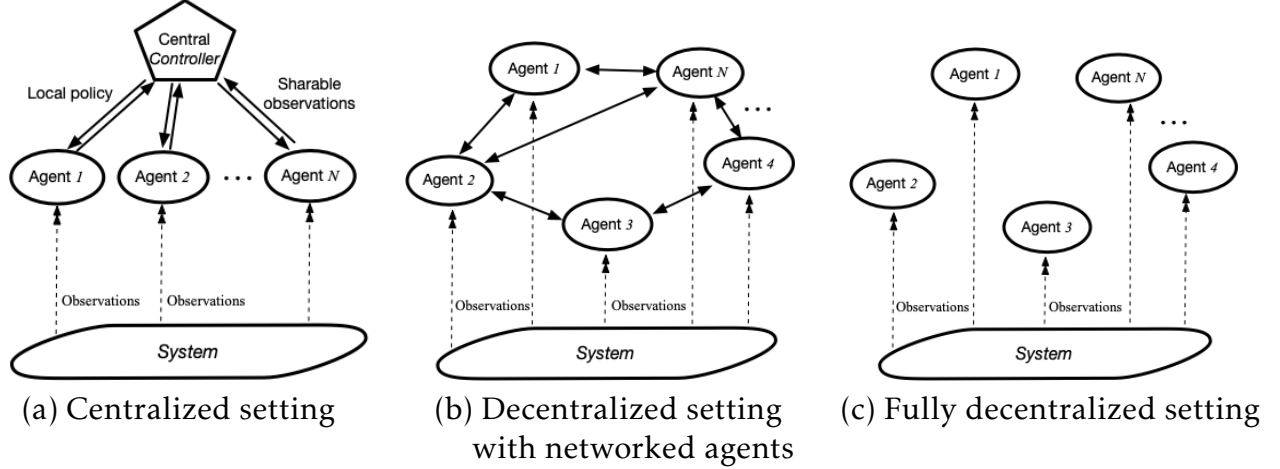 Central
Controller
Local policy
Sharable
observations
Agent 1
Agent 2
...
Agent N
Observations
Observations
System
(a) Centralized setting
Agent 1
Agent N
...
Agent 2
Agent 4
Agent 3
Observations
Observations
System
(b) Decentralized setting
with networked agents
Agent 1
Agent N
...
Agent 2
Agent 4
Agent 3
Observations
Observations
System
(c) Fully decentralized setting